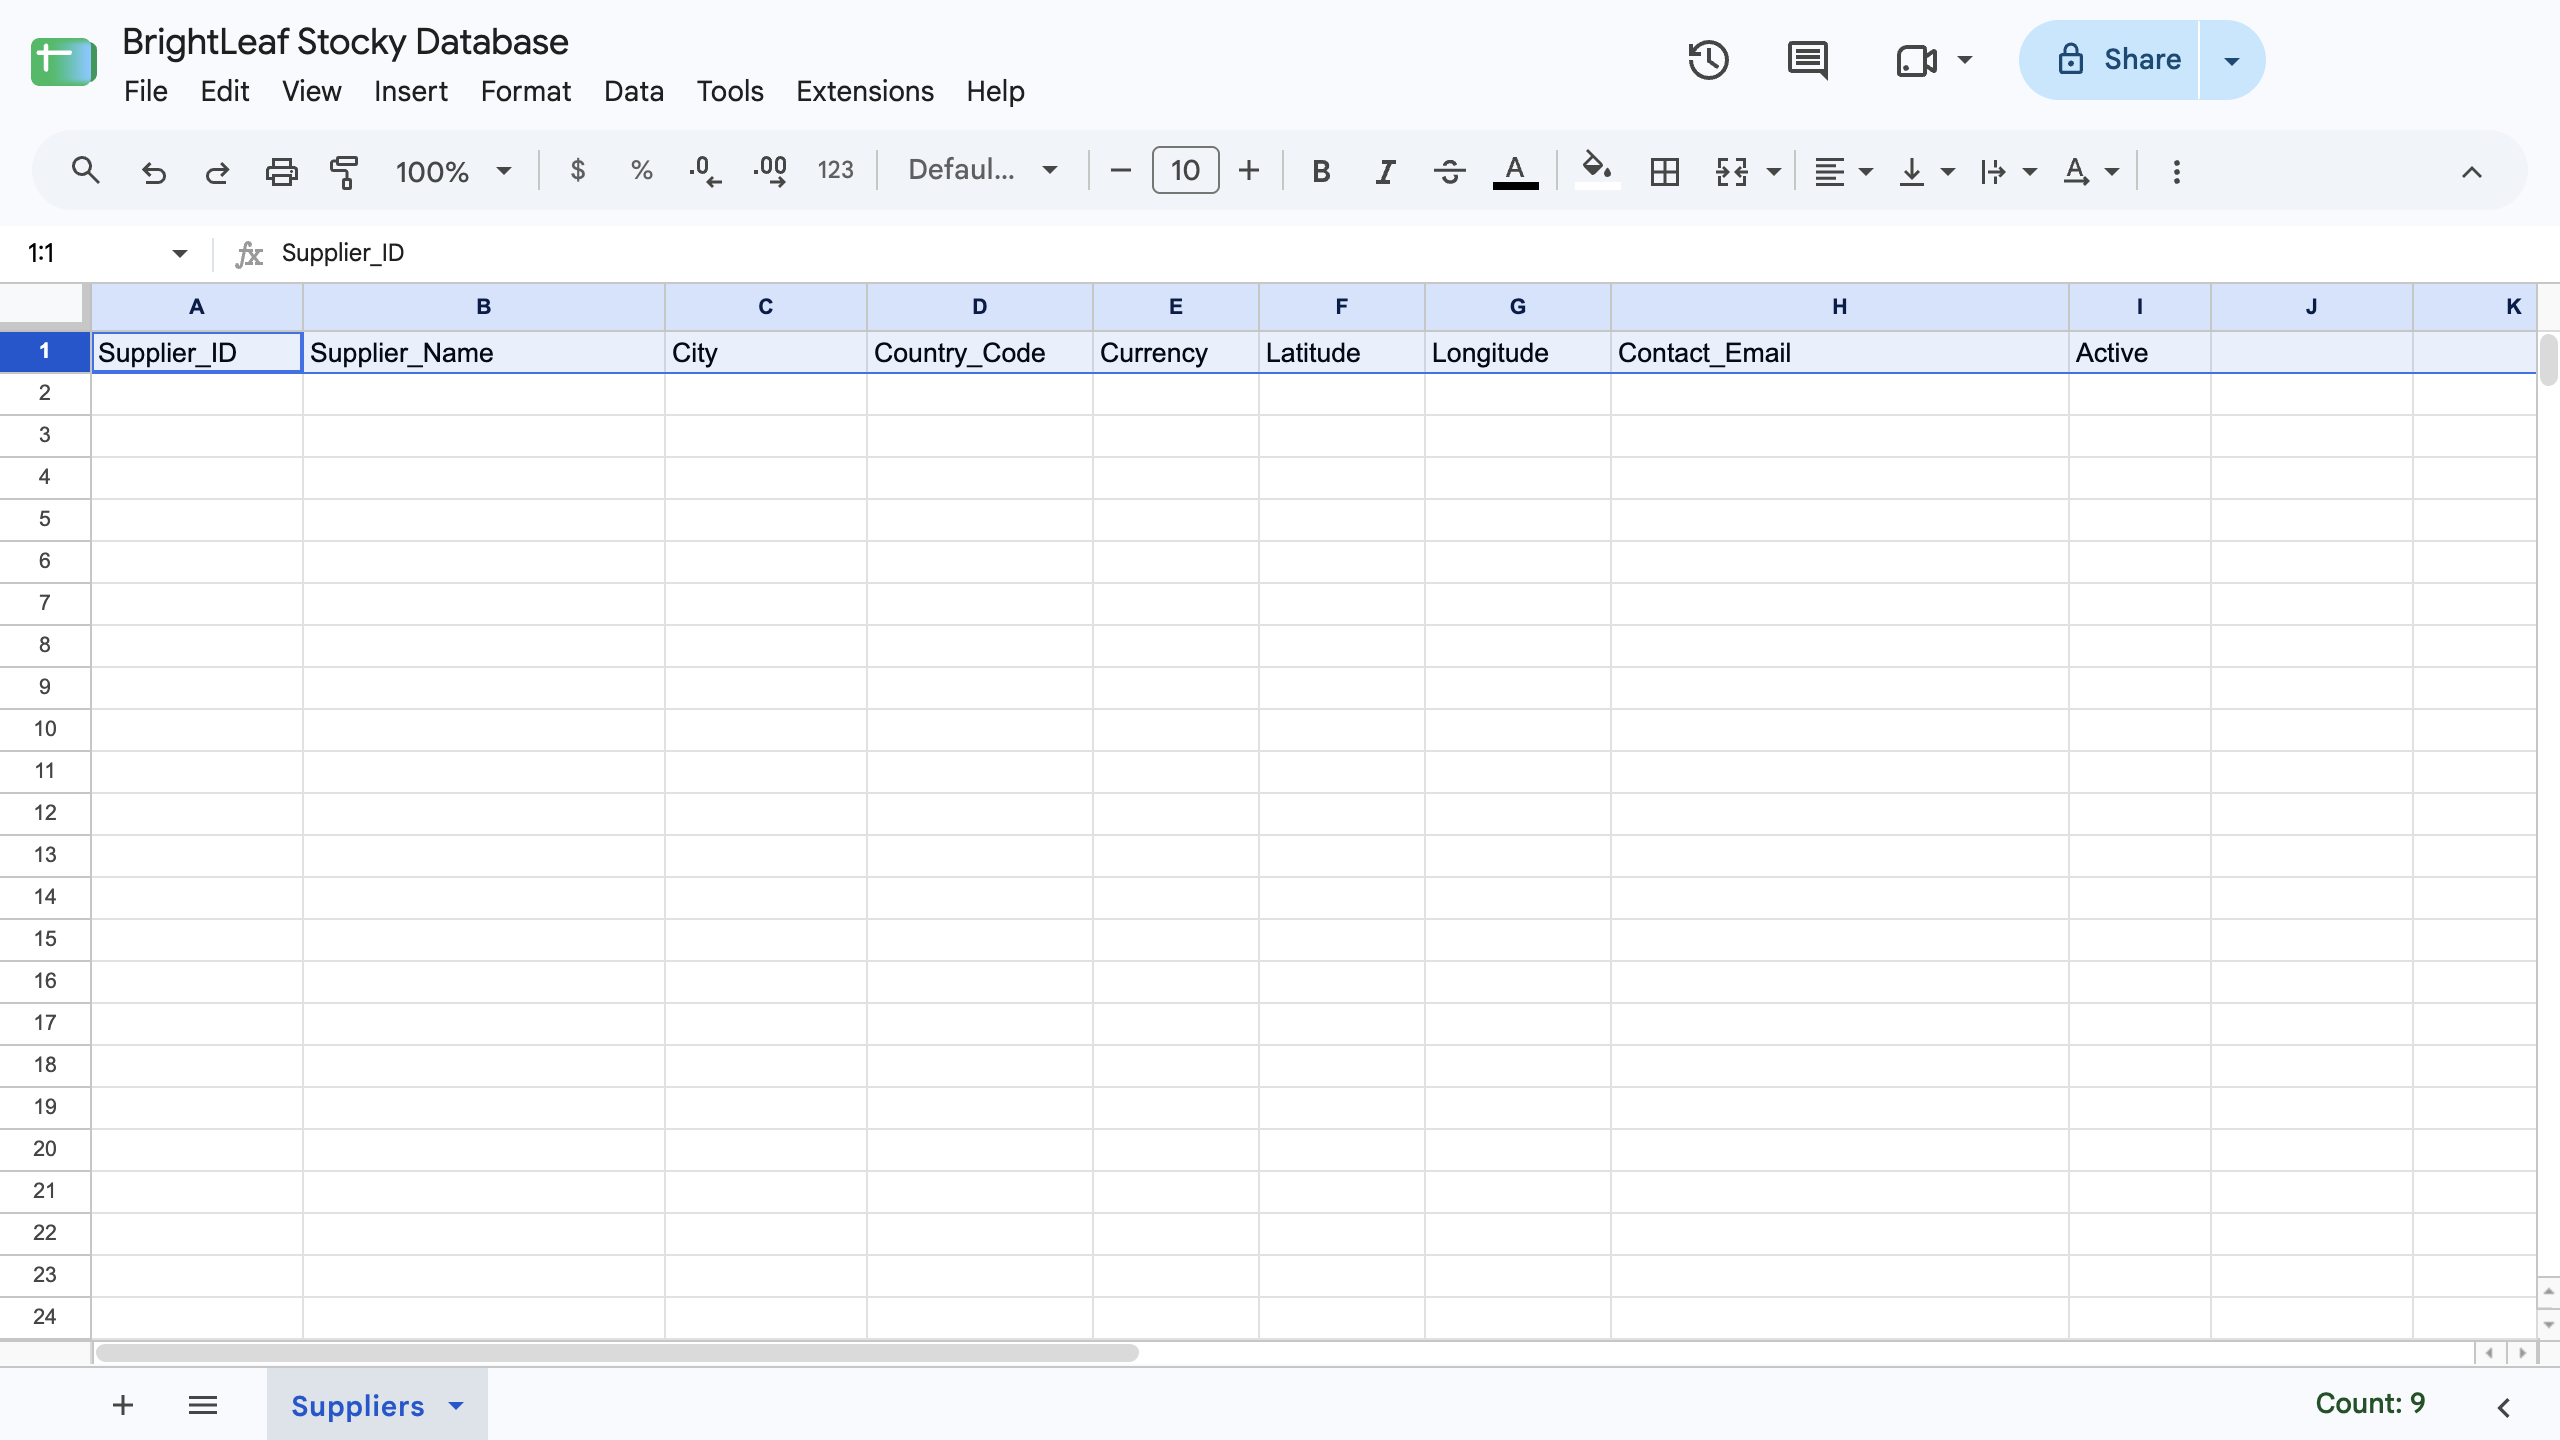 BrightLeaf Stocky Database
File Edit View Insert Format Data Tools Extensions Help
Share
100% $ % .0 .00 123 Defaul... 10 B I S A A
1:1 fx Supplier_ID
A B C D E F G H I J K
1 Supplier_ID Supplier_Name City Country_Code Currency Latitude Longitude Contact_Email Active
2
3
4
5
6
7
8
9
10
11
12
13
14
15
16
17
18
19
20
21
22
23
24
Suppliers Count: 9